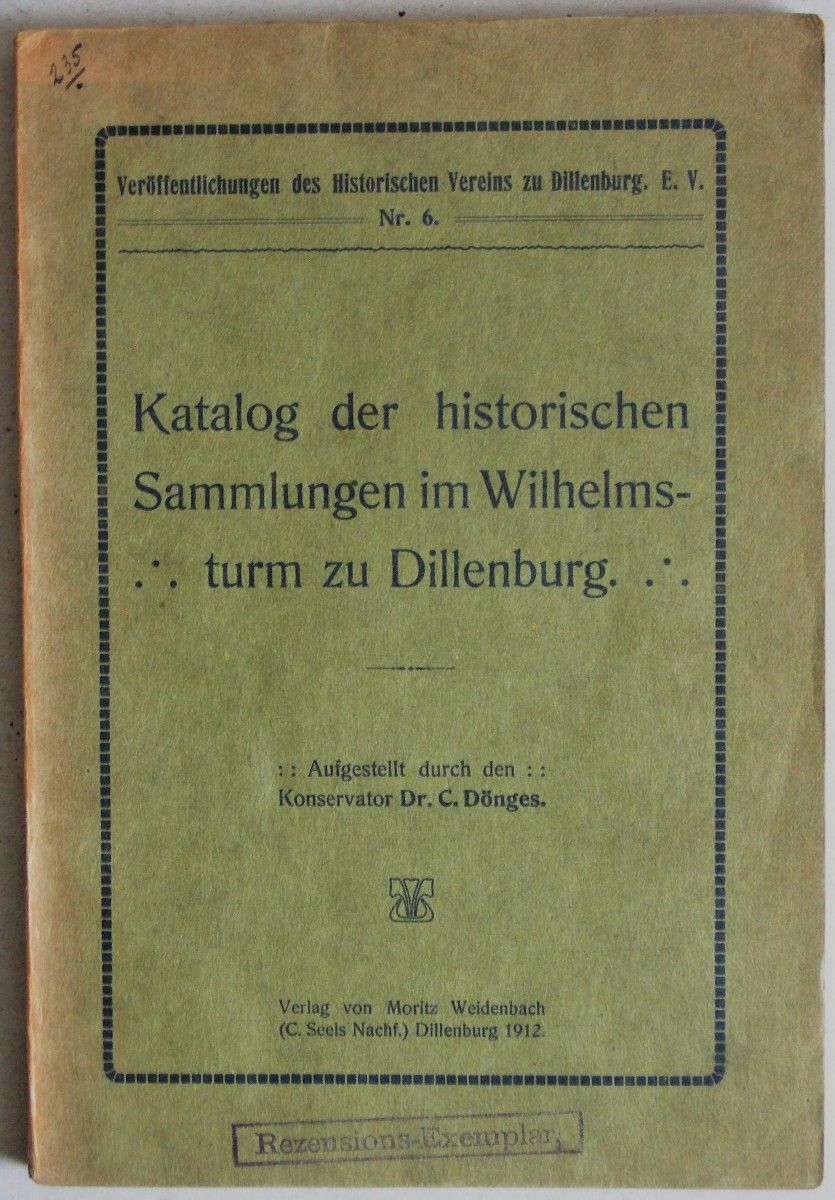 235/.
Veröffentlichungen des Historischen Vereins zu Dillenburg. E. V.
Nr. 6.
Katalog der historischen
Sammlungen im Wilhelms-
.·. turm zu Dillenburg. .·.
:: Aufgestellt durch den ::
Konservator Dr. C. Dönges.
Verlag von Moritz Weidenbach
(C. Seels Nachf.) Dillenburg 1912.
Rezensions-Exemplar.